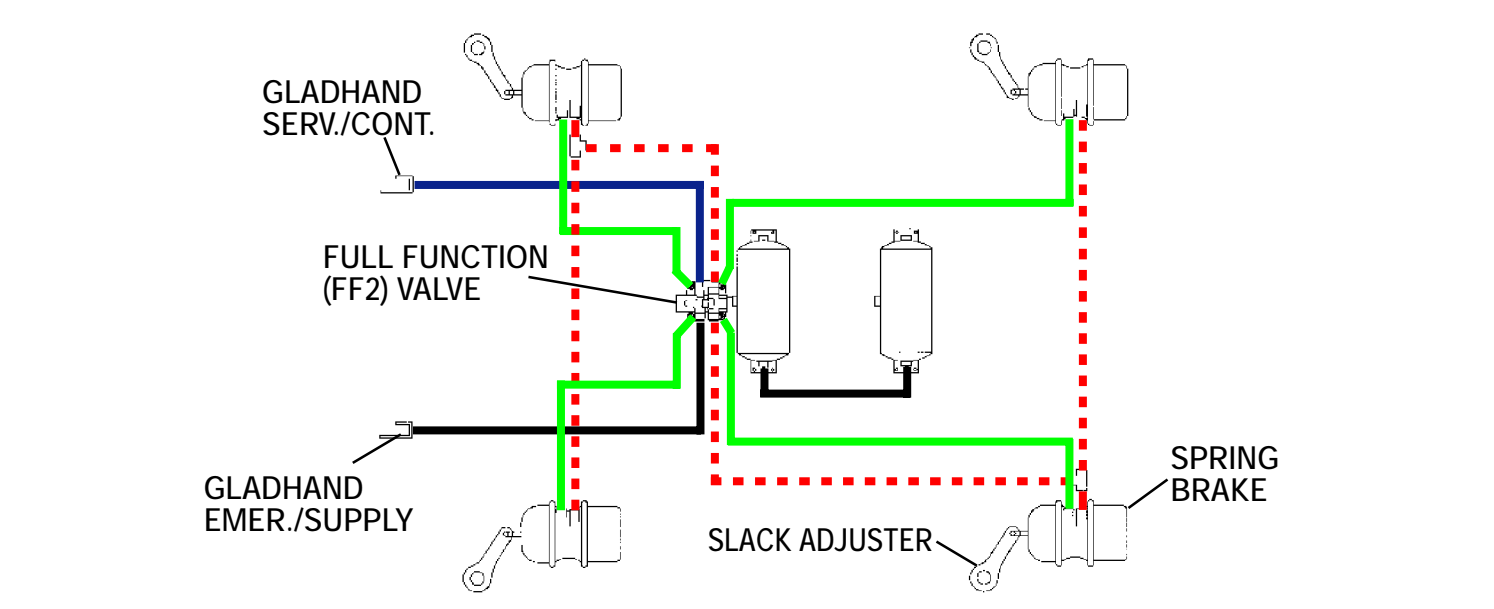 GLADHAND
SERV./CONT.
FULL FUNCTION
(FF2) VALVE
GLADHAND
EMER./SUPPLY
SLACK ADJUSTER
SPRING
BRAKE